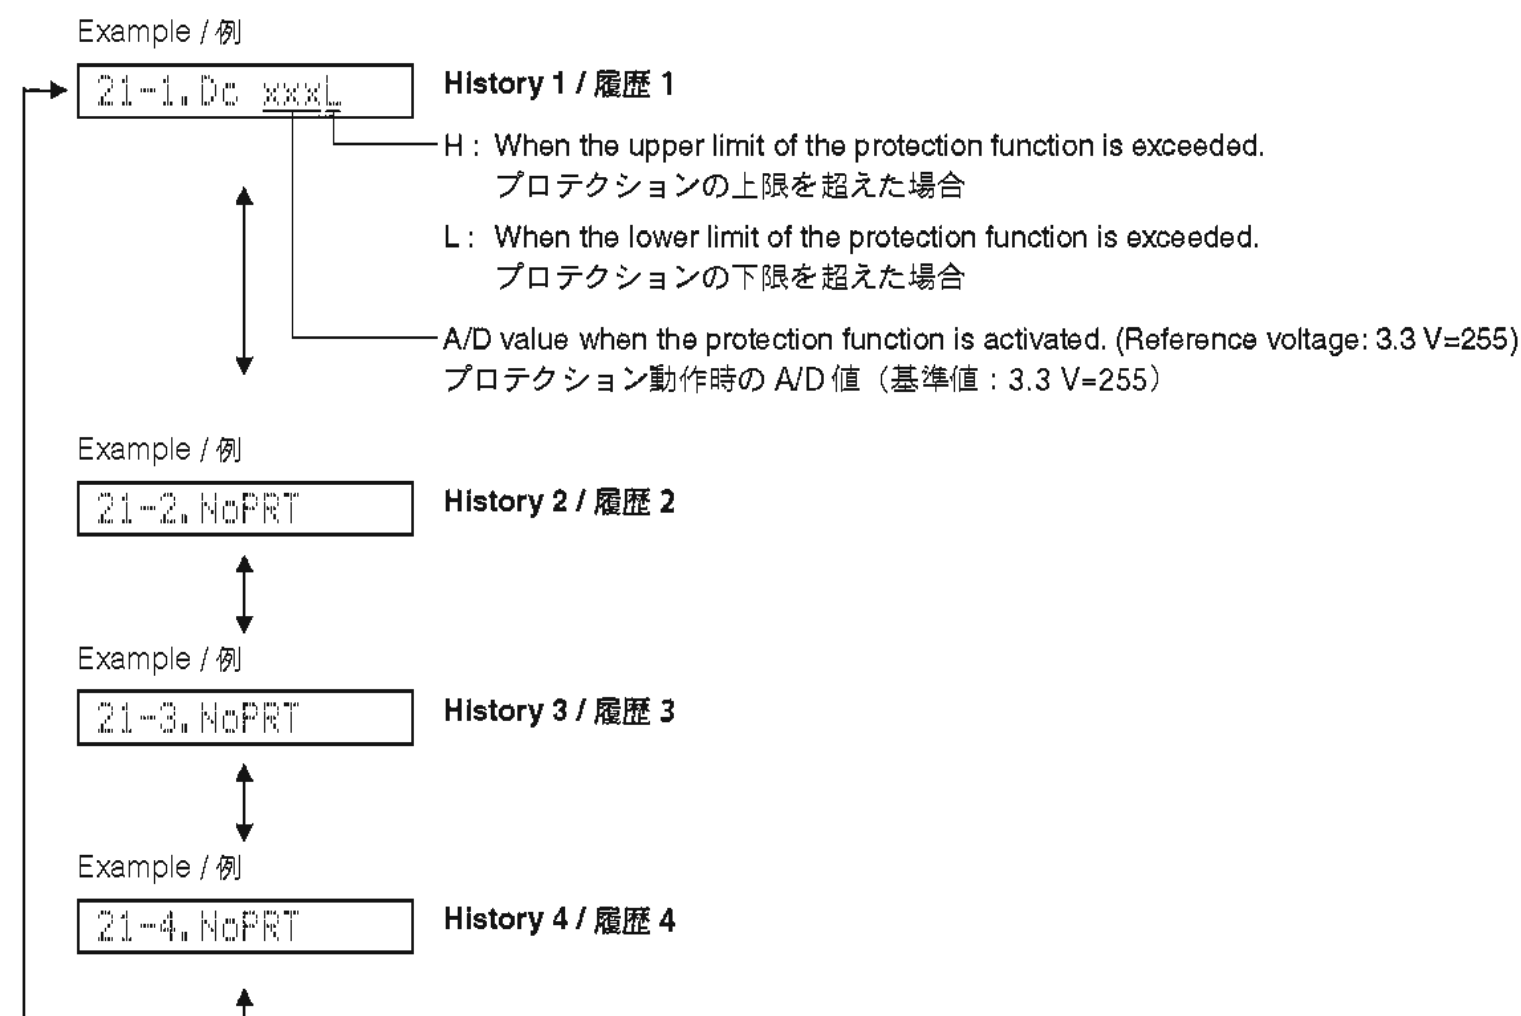 Example / 例
21-1.Dc xxxL
History 1 / 履歴 1
H : When the upper limit of the protection function is exceeded.
プロテクションの上限を超えた場合
L : When the lower limit of the protection function is exceeded.
プロテクションの下限を超えた場合
A/D value when the protection function is activated. (Reference voltage: 3.3 V=255)
プロテクション動作時の A/D 値（基準値：3.3 V=255）
Example / 例
21-2.NoPRT
History 2 / 履歴 2
Example / 例
21-3.NoPRT
History 3 / 履歴 3
Example / 例
21-4.NoPRT
History 4 / 履歴 4